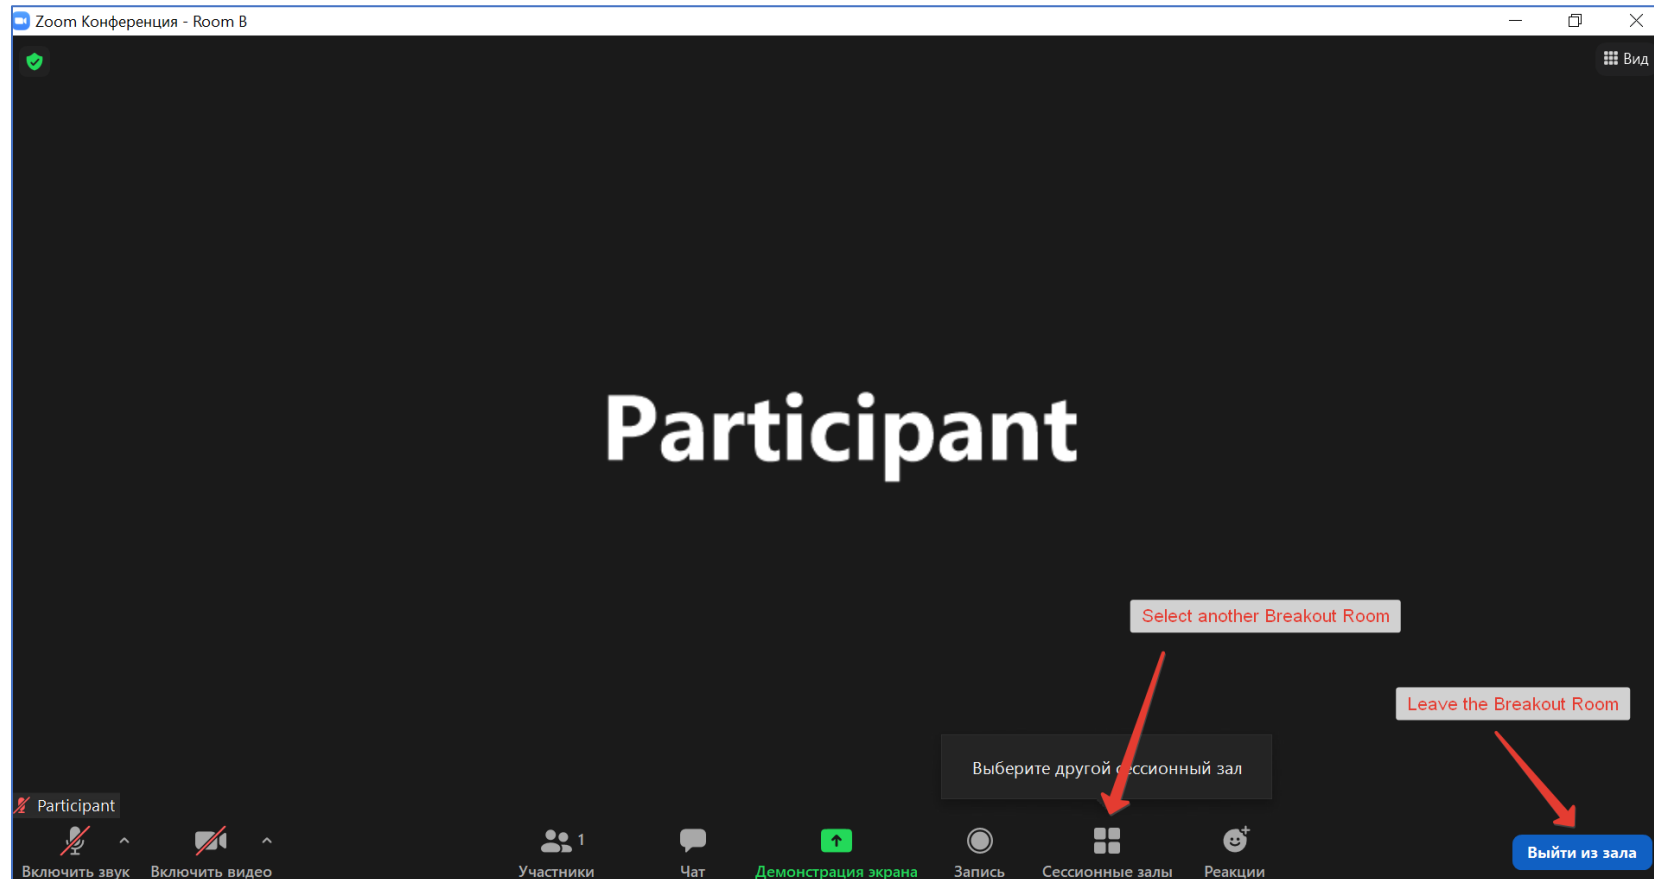 Zoom Конференция - Room B
Вид
Participant
Select another Breakout Room
Leave the Breakout Room
Выберите другой сессионный зал
Participant
1
Включить звук
Включить видео
Участники
Чат
Демонстрация экрана
Запись
Сессионные залы
Реакции
Выйти из зала